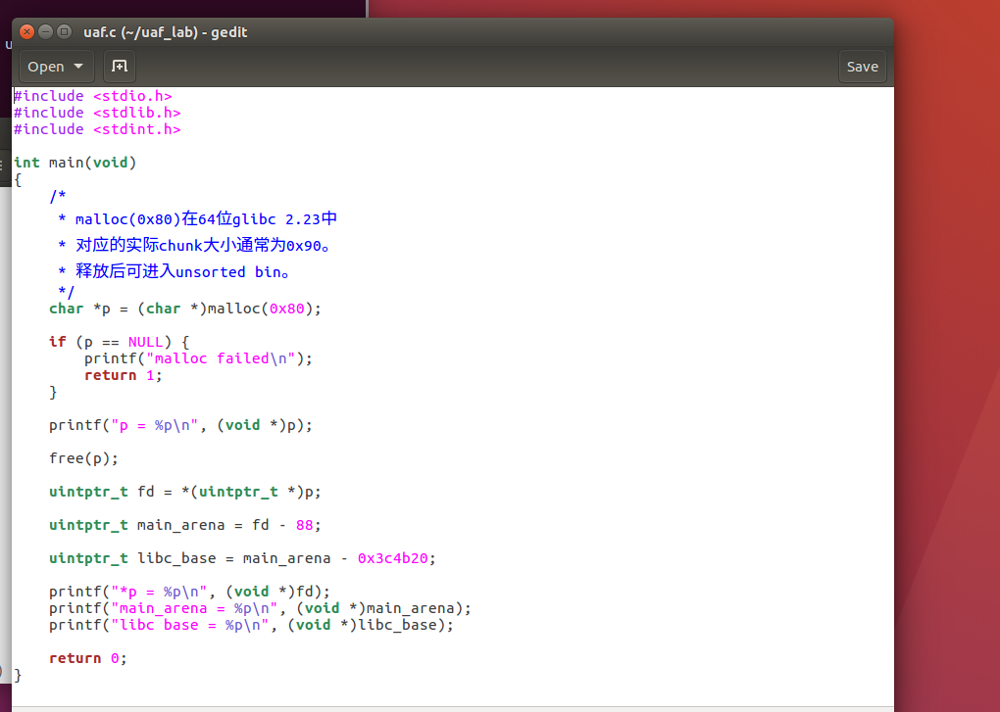 uaf.c (~/uaf_lab) - gedit
Open
Save
#include <stdio.h>
#include <stdlib.h>
#include <stdint.h>
int main(void)
{
    /*
     * malloc(0x80)在64位glibc 2.23中
     * 对应的实际chunk大小通常为0x90。
     * 释放后可进入unsorted bin。
     */
    char *p = (char *)malloc(0x80);
    if (p == NULL) {
        printf("malloc failed\n");
        return 1;
    }
    printf("p = %p\n", (void *)p);
    free(p);
    uintptr_t fd = *(uintptr_t *)p;
    uintptr_t main_arena = fd - 88;
    uintptr_t libc_base = main_arena - 0x3c4b20;
    printf("*p = %p\n", (void *)fd);
    printf("main_arena = %p\n", (void *)main_arena);
    printf("libc base = %p\n", (void *)libc_base);
    return 0;
}